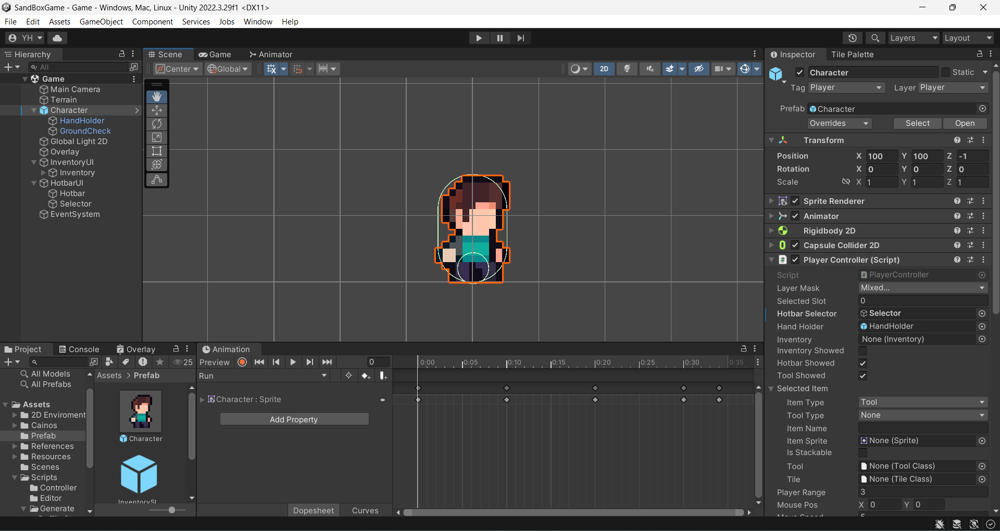 SandBoxGame - Game - Windows, Mac, Linux - Unity 2022.3.29f1 <DX11>
File Edit Assets GameObject Component Services Jobs Window Help
YH Layers Layout
Hierarchy
All
Game
Main Camera
Terrain
Character
HandHolder
GroundCheck
Global Light 2D
Overlay
InventoryUI
Inventory
HotbarUI
Hotbar
Selector
EventSystem
Scene Game Animator
Center Global 2D
Inspector Tile Palette
Character Static
Tag Player Layer Player
Prefab Character
Overrides Select Open
Transform
Position X 100 Y 100 Z -1
Rotation X 0 Y 0 Z 0
Scale X 1 Y 1 Z 1
Sprite Renderer
Animator
Rigidbody 2D
Capsule Collider 2D
# Player Controller (Script)
Script PlayerController
Layer Mask Mixed...
Selected Slot 0
Hotbar Selector Selector
Hand Holder HandHolder
Inventory None (Inventory)
Inventory Showed
Hotbar Showed
Tool Showed
Selected Item
Item Type Tool
Tool Type None
Item Name
Item Sprite None (Sprite)
Is Stackable
Tool None (Tool Class)
Tile None (Tile Class)
Player Range 3
Mouse Pos X 0 Y 0
Move Speed 5
Project Console Overlay
25
All Models
All Prefabs
Assets
2D Enviroment
Cainos
Prefab
References
Resources
Scenes
Scripts
Controller
Editor
Generate
Assets > Prefab
Character
InventorySl
Animation
Preview 0 0:00 0:05 0:10 0:15 0:20 0:25 0:30 0:35
Run
Character : Sprite
Add Property
Dopesheet Curves